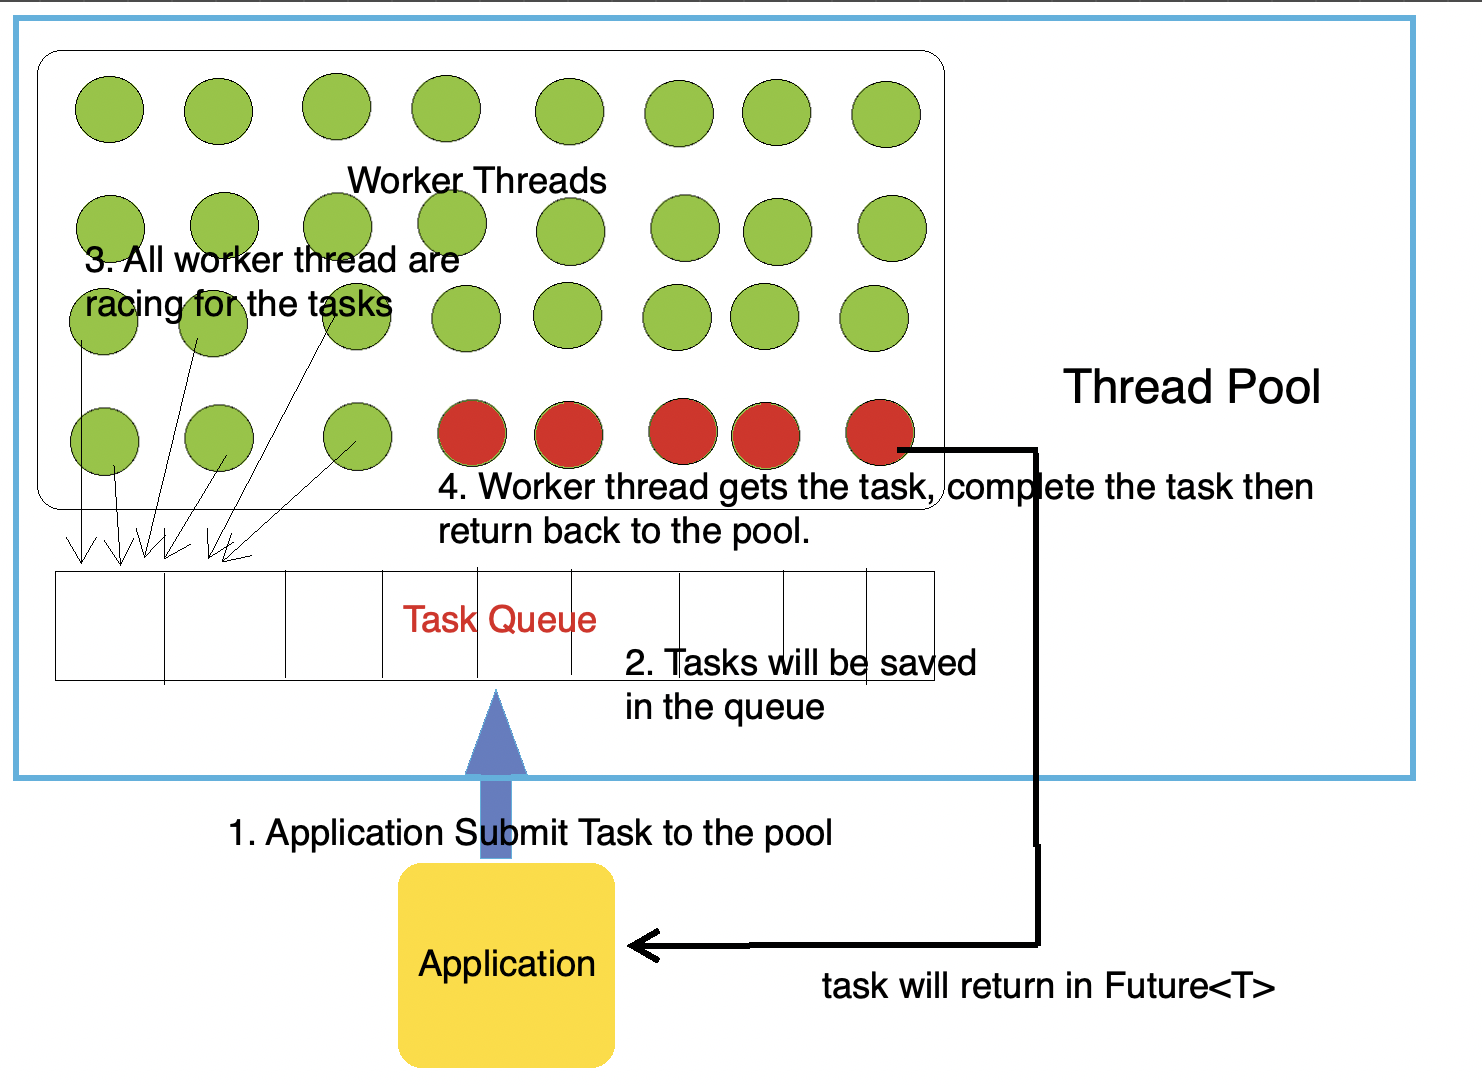 Worker Threads
3. All worker thread are
racing for the tasks
Thread Pool
4. Worker thread gets the task, complete the task then
return back to the pool.
Task Queue
2. Tasks will be saved
in the queue
1. Application Submit Task to the pool
Application
task will return in Future<T>